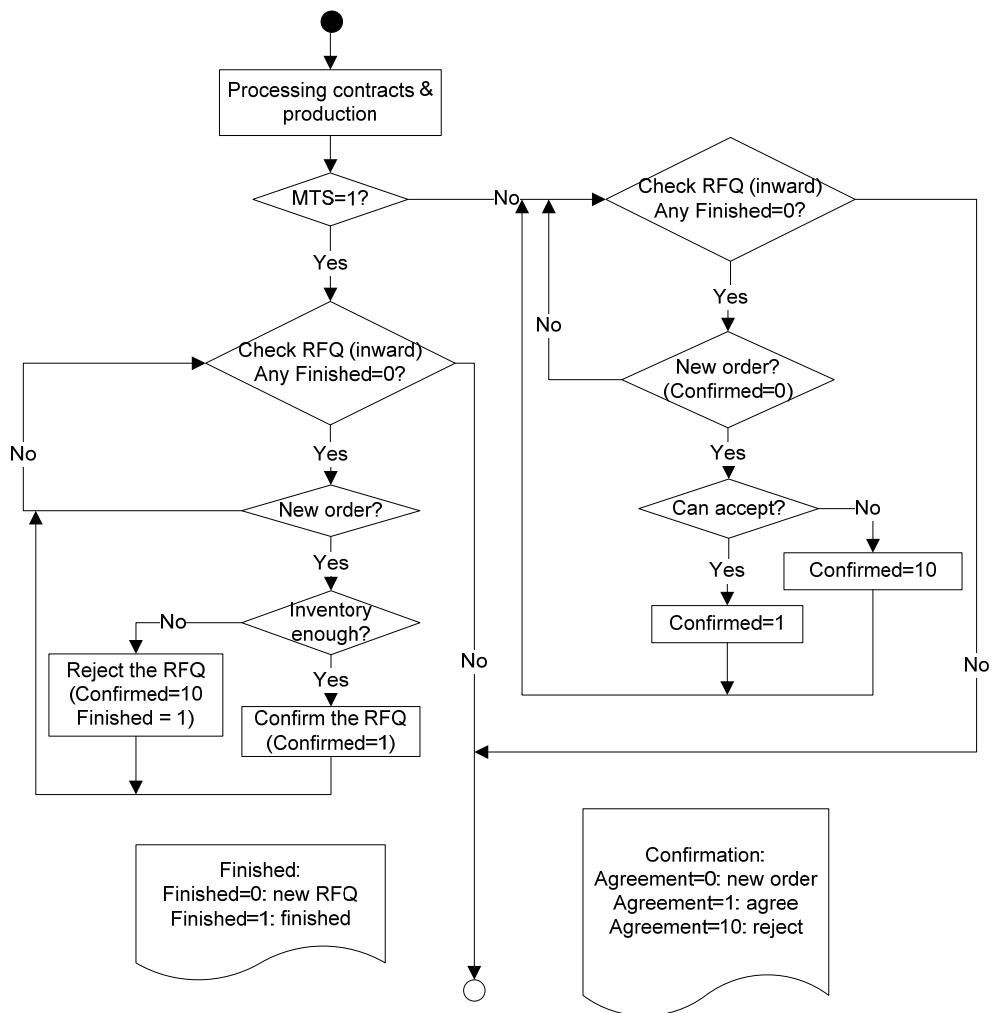 Processing contracts &
production
MTS=1?
No
Check RFQ (inward)
Any Finished=0?
Yes
Yes
No
New order?
(Confirmed=0)
Check RFQ (inward)
Any Finished=0?
No
Yes
Yes
New order?
Can accept?
No
Yes
Yes
Confirmed=10
Inventory
enough?
No
Confirmed=1
Reject the RFQ
(Confirmed=10
Finished = 1)
Yes
No
No
Confirm the RFQ
(Confirmed=1)
Finished:
Finished=0: new RFQ
Finished=1: finished
Confirmation:
Agreement=0: new order
Agreement=1: agree
Agreement=10: reject